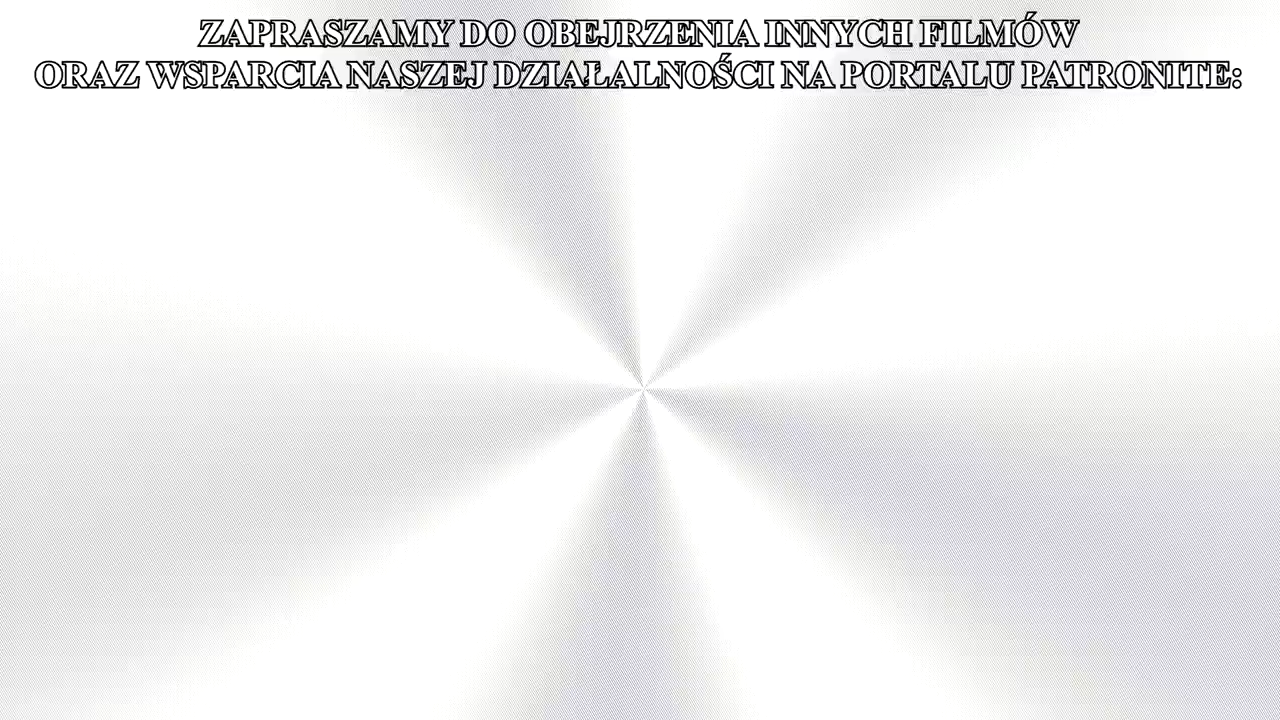 ZAPRASZAMY DO OBEJRZENIA INNYCH FILMÓW
ORAZ WSPARCIA NASZEJ DZIAŁALNOŚCI NA PORTALU PATRONITE: